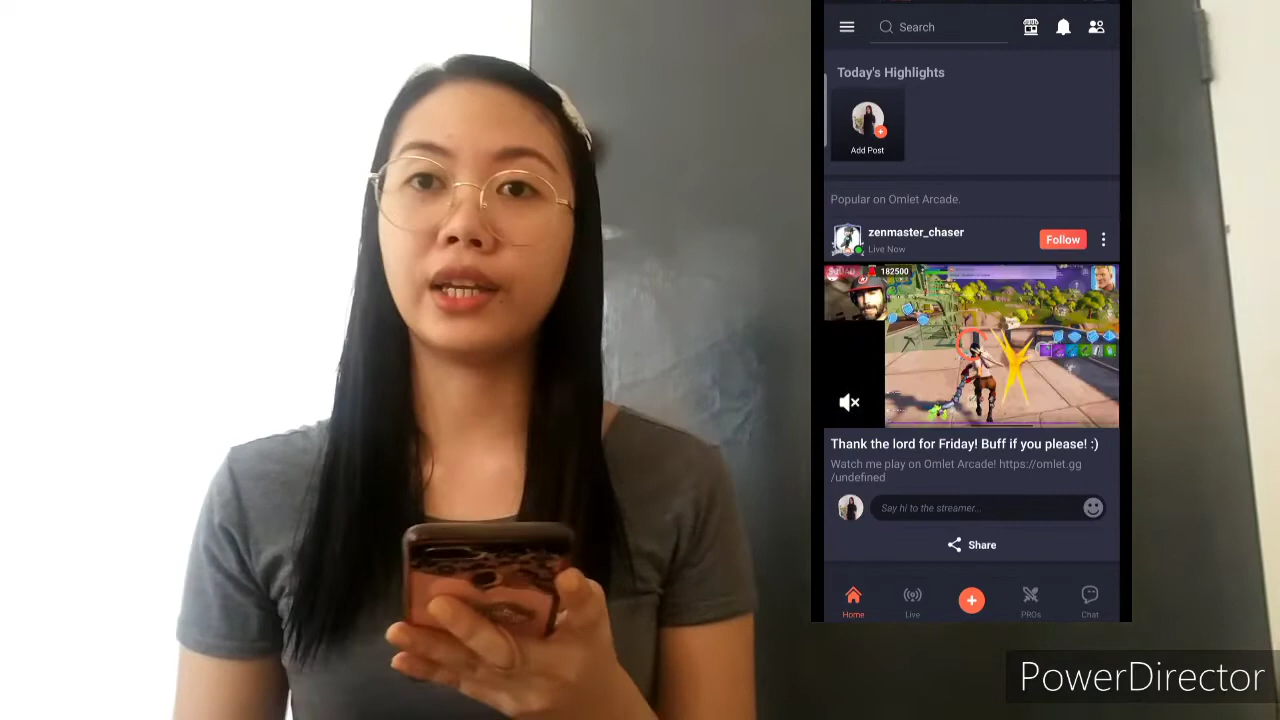 Search
Today's Highlights
Add Post
Popular on Omlet Arcade.
zenmaster_chaser
Live Now
Follow
182500
Thank the lord for Friday! Buff if you please! :)
Watch me play on Omlet Arcade! https://omlet.gg
/undefined
Say hi to the streamer...
Share
Home
Live
PROs
Chat
PowerDirector